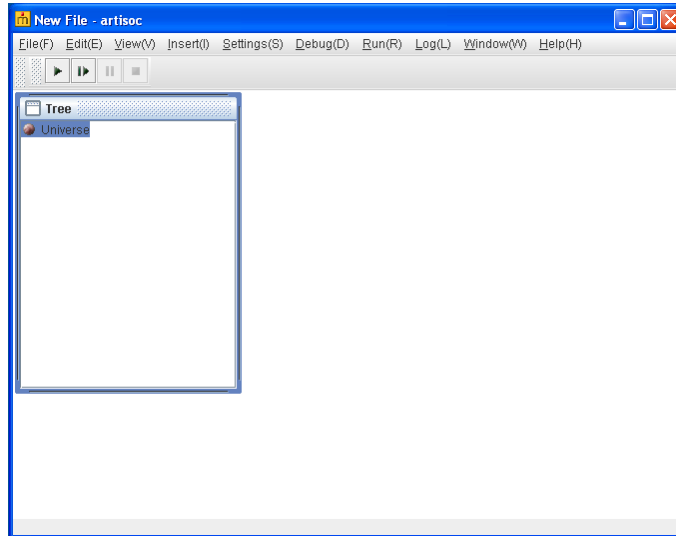 New File - artisoc
File(F) Edit(E) View(V) Insert(I) Settings(S) Debug(D) Run(R) Log(L) Window(W) Help(H)
Tree
Universe